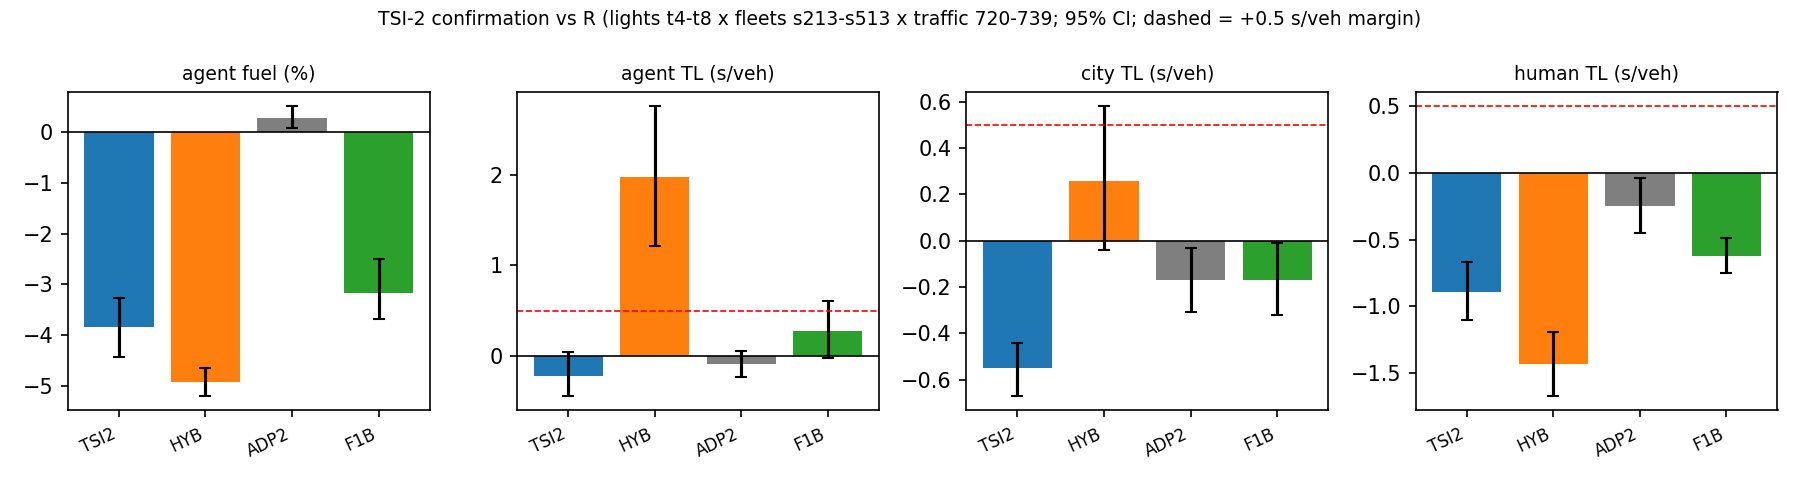 TSI-2 confirmation vs R (lights t4-t8 x fleets s213-s513 x traffic 720-739; 95% CI; dashed = +0.5 s/veh margin)
agent fuel (%)
0
−1
−2
−3
−4
−5
TSI2
HYB
ADP2
F1B
agent TL (s/veh)
2
1
0
TSI2
HYB
ADP2
F1B
city TL (s/veh)
0.6
0.4
0.2
0.0
−0.2
−0.4
−0.6
TSI2
HYB
ADP2
F1B
human TL (s/veh)
0.5
0.0
−0.5
−1.0
−1.5
TSI2
HYB
ADP2
F1B